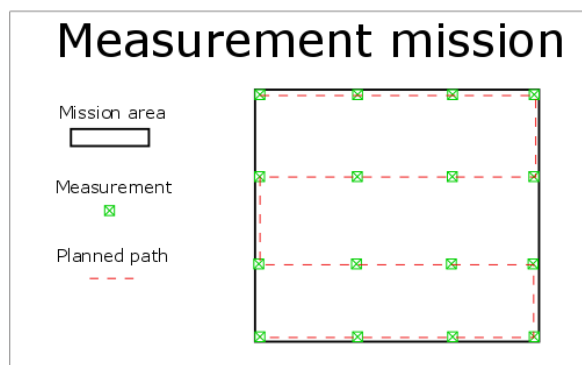 Measurement mission
Mission area
Measurement
Planned path